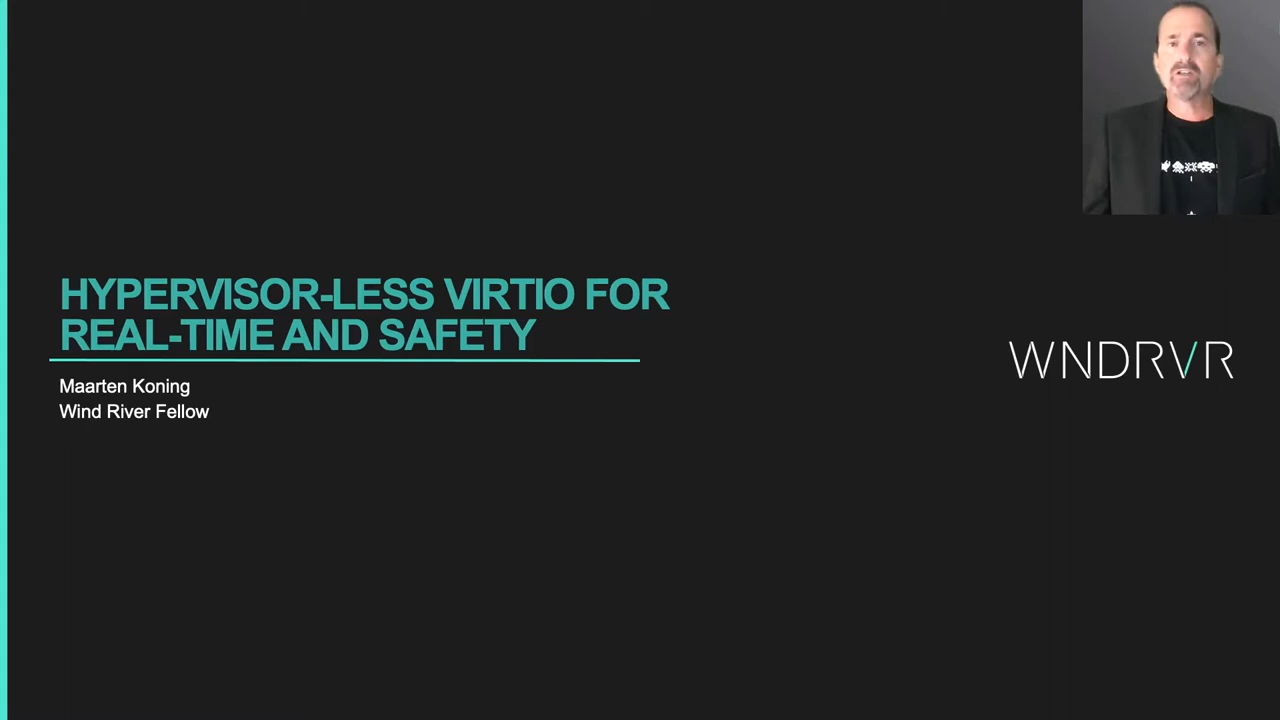 HYPERVISOR-LESS VIRTIO FOR
REAL-TIME AND SAFETY
Maarten Koning
Wind River Fellow
WNDRVR